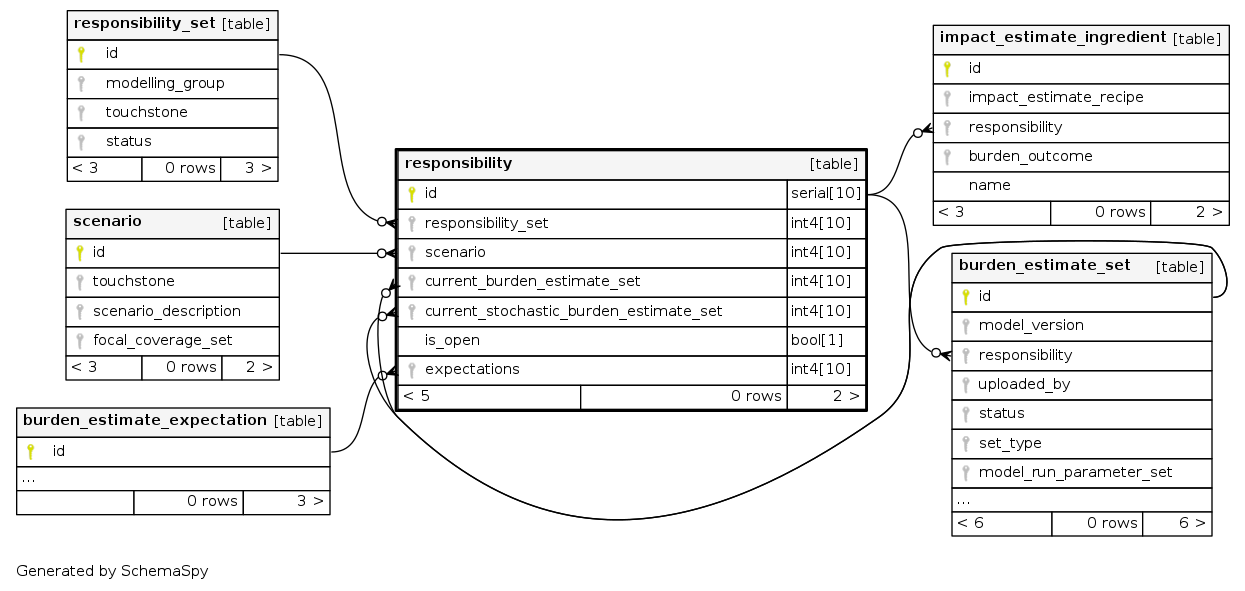 responsibility_set [table]
id
modelling_group
touchstone
status
< 3 0 rows 3 >
scenario [table]
id
touchstone
scenario_description
focal_coverage_set
< 3 0 rows 2 >
burden_estimate_expectation [table]
id
...
0 rows 3 >
responsibility [table]
id serial[10]
responsibility_set int4[10]
scenario int4[10]
current_burden_estimate_set int4[10]
current_stochastic_burden_estimate_set int4[10]
is_open bool[1]
expectations int4[10]
< 5 0 rows 2 >
impact_estimate_ingredient [table]
id
impact_estimate_recipe
responsibility
burden_outcome
name
< 3 0 rows 2 >
burden_estimate_set [table]
id
model_version
responsibility
uploaded_by
status
set_type
model_run_parameter_set
...
< 6 0 rows 6 >
Generated by SchemaSpy